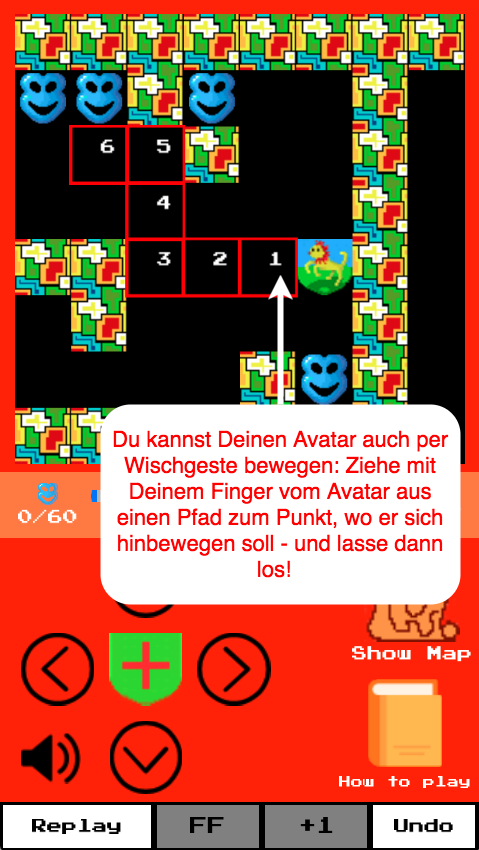 6 5
4
3 2 1
Du kannst Deinen Avatar auch per
Wischgeste bewegen: Ziehe mit
Deinem Finger vom Avatar aus
einen Pfad zum Punkt, wo er sich
hinbewegen soll - und lasse dann
los!
0/60
Show Map
How to play
Replay FF +1 Undo